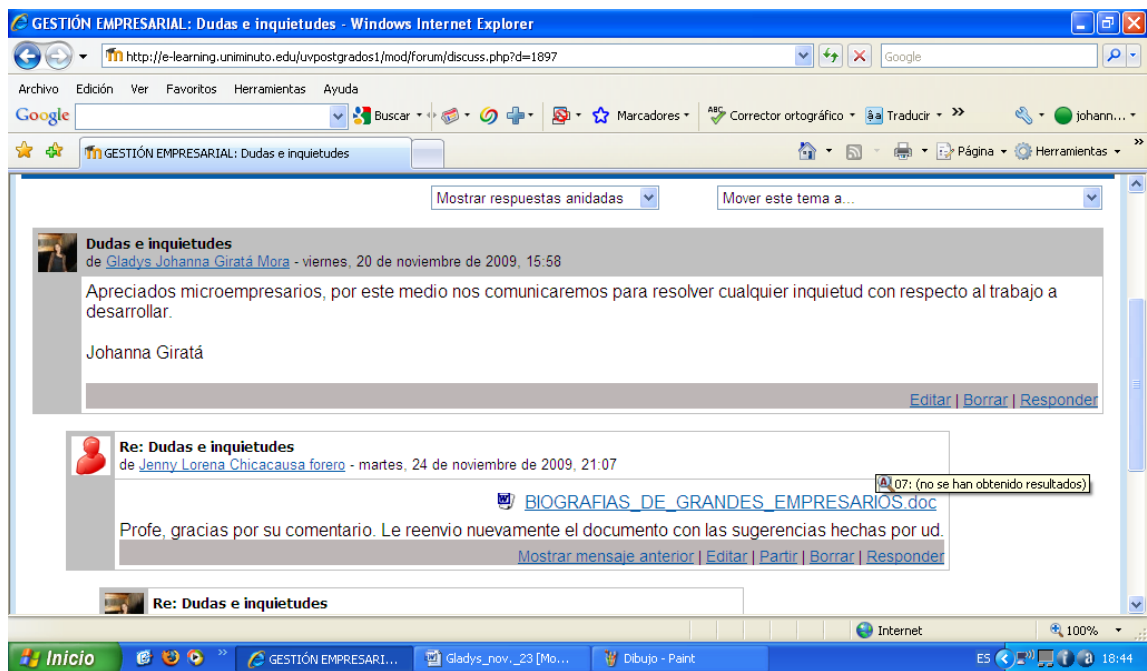 GESTIÓN EMPRESARIAL: Dudas e inquietudes - Windows Internet Explorer
http://e-learning.uniminuto.edu/uvpostgrados1/mod/forum/discuss.php?d=1897
Google
Archivo Edición Ver Favoritos Herramientas Ayuda
Google Buscar Marcadores Corrector ortográfico Traducir johann...
GESTIÓN EMPRESARIAL: Dudas e inquietudes Página Herramientas
Mostrar respuestas anidadas Mover este tema a...
Dudas e inquietudes
de Gladys Johanna Giratá Mora - viernes, 20 de noviembre de 2009, 15:58
Apreciados microempresarios, por este medio nos comunicaremos para resolver cualquier inquietud con respecto al trabajo a
desarrollar.
Johanna Giratá
Editar | Borrar | Responder
Re: Dudas e inquietudes
de Jenny Lorena Chicacausa forero - martes, 24 de noviembre de 2009, 21:07
07: (no se han obtenido resultados)
BIOGRAFIAS_DE_GRANDES_EMPRESARIOS.doc
Profe, gracias por su comentario. Le reenvio nuevamente el documento con las sugerencias hechas por ud.
Mostrar mensaje anterior | Editar | Partir | Borrar | Responder
Re: Dudas e inquietudes
Internet 100%
Inicio GESTIÓN EMPRESARI... Gladys_nov._23 [Mo... Dibujo - Paint ES 18:44